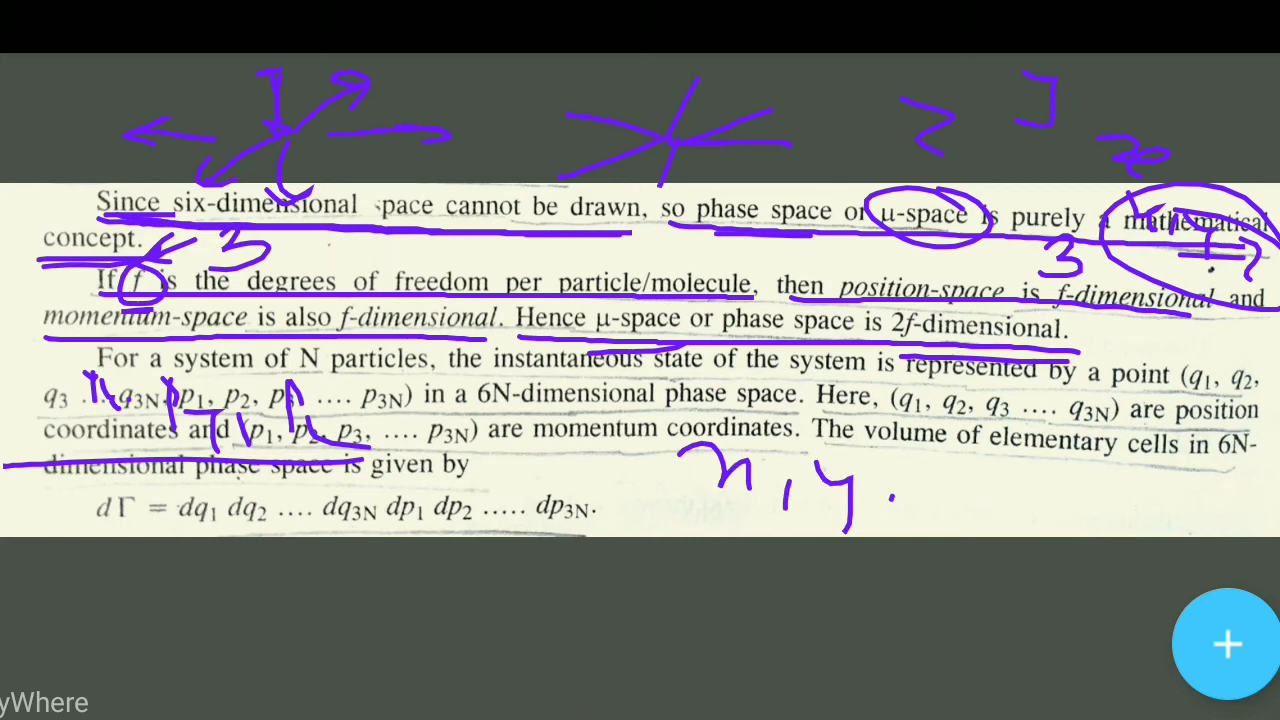 Since six-dimensional space cannot be drawn, so phase space or μ-space is purely a mathematical
concept.
3
3
If f is the degrees of freedom per particle/molecule, then position-space is f-dimensional and
momentum-space is also f-dimensional. Hence μ-space or phase space is 2f-dimensional.
For a system of N particles, the instantaneous state of the system is represented by a point (q1, q2,
q3 .... q3N, p1, p2, p3 .... p3N) in a 6N-dimensional phase space. Here, (q1, q2, q3 .... q3N) are position
coordinates and (p1, p2, p3, .... p3N) are momentum coordinates. The volume of elementary cells in 6N-
dimensional phase space is given by
dΓ = dq1 dq2 .... dq3N dp1 dp2 ..... dp3N.
x, y
yWhere